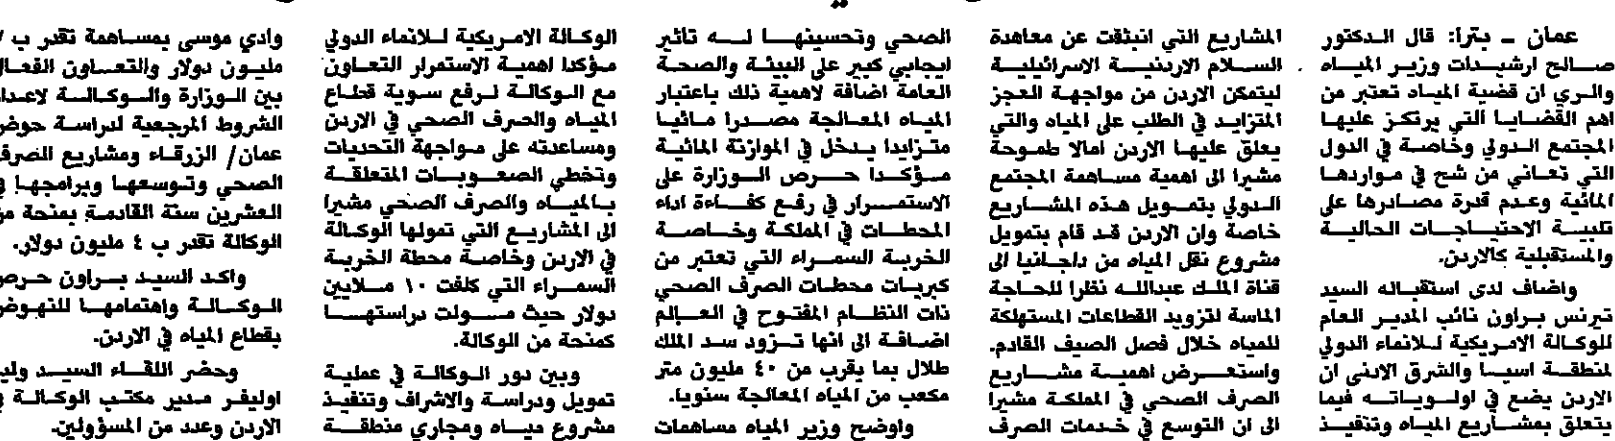 عمان ــ بترا: قال الدكتور
صالح ارشيدات وزير المياه
والري ان قضية المياه تعتبر من
اهم القضايا التي يرتكز عليها
المجتمع الدولي وخاصة في الدول
التي تعاني من شح في مواردها
المائية وعدم قدرة مصادرها على
تلبية الاحتياجات الحالية
والمستقبلية كالاردن.
واضاف لدى استقباله السيد
تيرنس براون نائب المدير العام
للوكالة الامريكية للانماء الدولي
لمنطقة اسيا والشرق الادنى ان
الاردن يضع في اولوياته فيما
يتعلق بمشاريع المياه وتنفيذ
المشاريع التي انبثقت عن معاهدة
السلام الاردنية الاسرائيلية
ليتمكن الاردن من مواجهة العجز
المتزايد في الطلب على المياه والتي
يعلق عليها الاردن امالا طموحة
مشيرا الى اهمية مساهمة المجتمع
الدولي بتمويل هذه المشاريع
خاصة وان الاردن قد قام بتمويل
مشروع نقل المياه من داجانيا الى
قناة الملك عبدالله نظرا للحاجة
الماسة لتزويد القطاعات المستهلكة
للمياه خلال فصل الصيف القادم.
واستعرض اهمية مشاريع
الصرف الصحي في المملكة مشيرا
الى ان التوسع في خدمات الصرف
الصحي وتحسينها له تاثير
ايجابي كبير على البيئة والصحة
العامة اضافة لاهمية ذلك باعتبار
المياه المعالجة مصدرا مائيا
متزايدا يدخل في الموازنة المائية
مؤكدا حرص الوزارة على
الاستمرار في رفع كفاءة اداء
المحطات في المملكة وخاصة
الخربة السمراء التي تعتبر من
كبريات محطات الصرف الصحي
ذات النظام المفتوح في العالم
اضافة الى انها تزود سد الملك
طلال بما يقرب من ٤٠ مليون متر
مكعب من المياه المعالجة سنويا.
واوضح وزير المياه مساهمات
الوكالة الامريكية للانماء الدولي
مؤكدا اهمية الاستمرار التعاون
مع الوكالة لرفع سوية قطاع
المياه والصرف الصحي في الاردن
ومساعدته على مواجهة التحديات
وتخطي الصعوبات المتعلقة
بالمياه والصرف الصحي مشيرا
الى المشاريع التي تمولها الوكالة
في الاردن وخاصة محطة الخربة
السمراء التي كلفت ١٠ ملايين
دولار حيث مولت دراستها
كمنحة من الوكالة.
وبين دور الوكالة في عملية
تمويل ودراسة والاشراف وتنفيذ
مشروع مياه ومجاري منطقة
وادي موسى بمساهمة تقدر ب
مليون دولار والتعاون الفعال
بين الوزارة والوكالة لاعداد
الشروط المرجعية لدراسة حوض
عمان/ الزرقاء ومشاريع الصرف
الصحي وتوسعها وبرامجها في
العشرين سنة القادمة بمنحة من
الوكالة تقدر ب ٤ مليون دولار.
واكد السيد براون حرص
الوكالة واهتمامها للنهوض
بقطاع المياه في الاردن.
وحضر اللقاء السيد
اوليفر مدير مكتب الوكالة في
الاردن وعدد من المسؤولين.